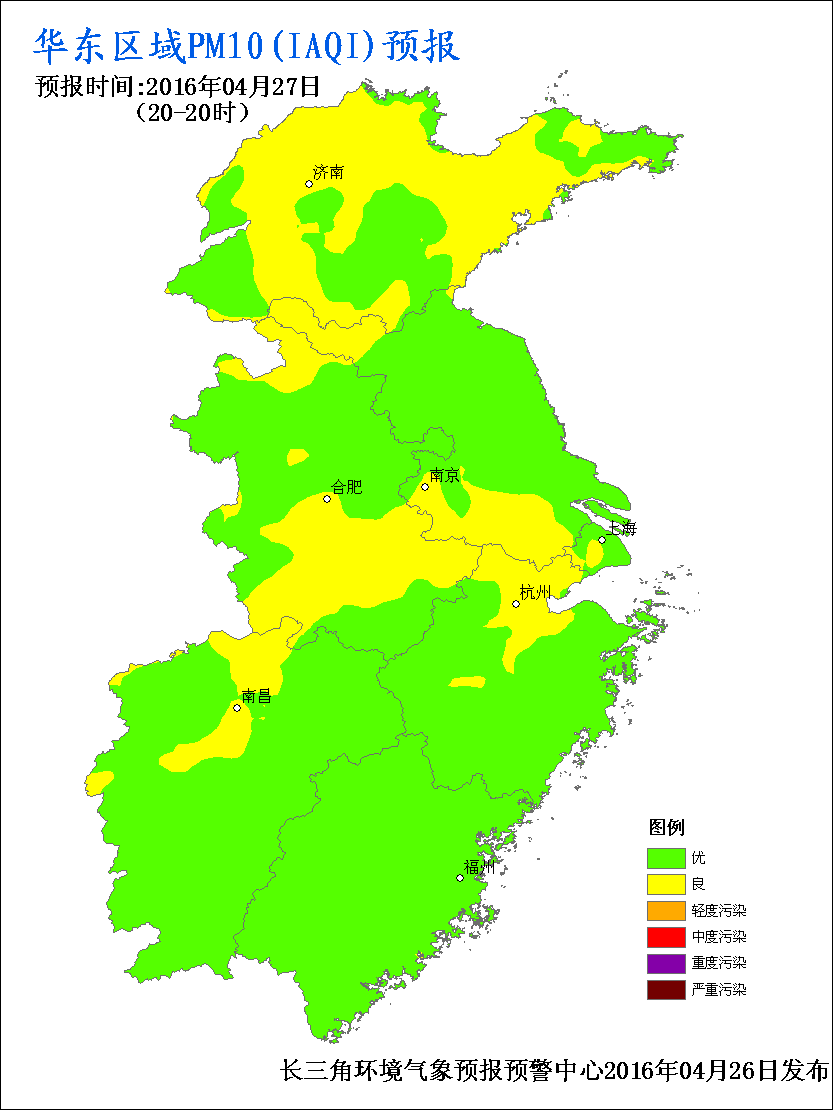 华东区域PM10(IAQI)预报
预报时间:2016年04月27日
(20-20时)
济南
南京
合肥
上海
杭州
南昌
福州
图例
优
良
轻度污染
中度污染
重度污染
严重污染
长三角环境气象预报预警中心2016年04月26日发布